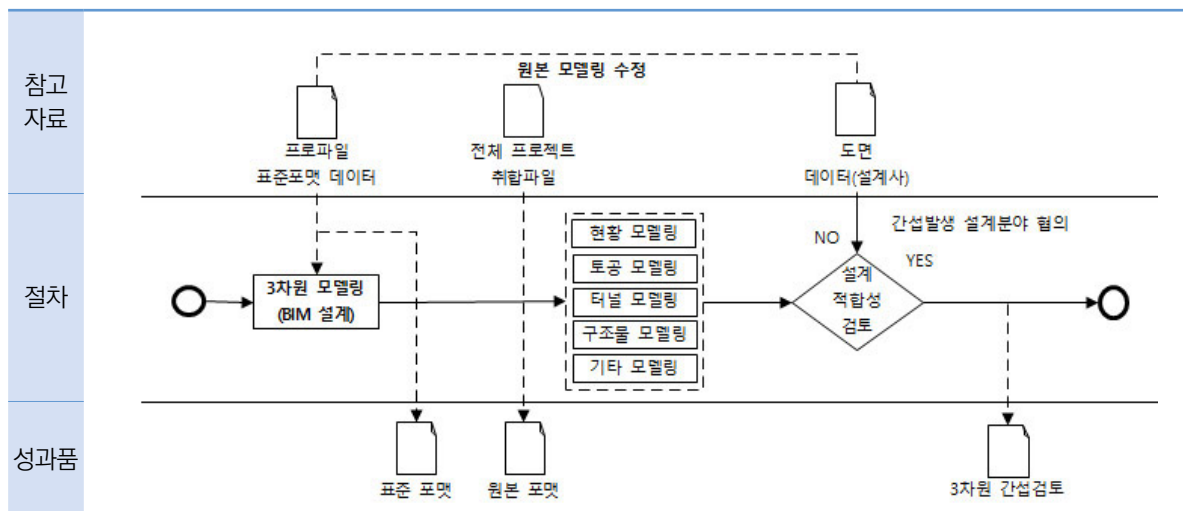 참고
자료
원본 모델링 수정
프로파일
표준포맷 데이터
전체 프로젝트
취합파일
도면
데이터(설계사)
절차
3차원 모델링
(BIM 설계)
현황 모델링
토공 모델링
터널 모델링
구조물 모델링
기타 모델링
NO
간섭발생 설계분야 협의
YES
설계
적합성
검토
성과품
표준 포맷
원본 포맷
3차원 간섭검토